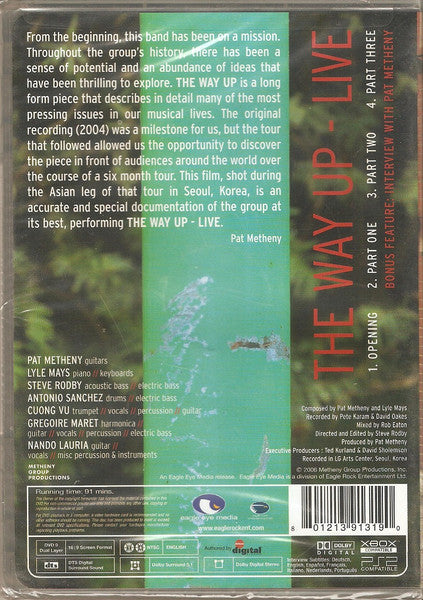 From the beginning, this band has been on a mission.
Throughout the group's history, there has been a
sense of potential and an abundance of ideas that
have been thrilling to explore. THE WAY UP is a long
form piece that describes in detail many of the most
pressing issues in our musical lives. The original
recording (2004) was a milestone for us, but the tour
that followed allowed us the opportunity to discover
the piece in front of audiences around the world over
the course of a six month tour. This film, shot during
the Asian leg of that tour in Seoul, Korea, is an
accurate and special documentation of the group at
its best, performing THE WAY UP - LIVE.
Pat Metheny
THE WAY UP - LIVE
1. OPENING 2. PART ONE 3. PART TWO 4. PART THREE
BONUS FEATURE: INTERVIEW WITH PAT METHENY
PAT METHENY guitars
LYLE MAYS piano // keyboards
STEVE RODBY acoustic bass // electric bass
ANTONIO SANCHEZ drums // electric bass
CUONG VU trumpet // vocals // percussion // guitar
GREGOIRE MARET harmonica //
guitar // vocals // percussion // electric bass
NANDO LAURIA guitar //
vocals // misc percussion & instruments
METHENY
GROUP
PRODUCTIONS
Composed by Pat Metheny and Lyle Mays
Recorded by Pete Karam & David Oakes
Mixed by Rob Eaton
Directed and Edited by Steve Rodby
Produced by Pat Metheny
Executive Producers : Ted Kurland & David Sholemson
Recorded in LG Arts Center, Seoul, Korea
© 2006 Metheny Group Productions, Inc.
An Eagle Eye Media release. Eagle Eye Media is a division of Eagle Rock Entertainment Ltd.
Running time: 91 mins.
eagle eye media
www.eaglerockent.com
8 01213 91319 0
DVD 9
Dual Layer
16:9 Screen Format
NTSC
ENGLISH
Authored by
digital
DOLBY
DIGITAL
XBOX
COMPATIBLE
PS2
COMPATIBLE
DTS Digital
Surround Sound
Dolby Surround 5.1
Dolby Digital Stereo
Interview Subtitles: Deutsch,
English, Español, Français,
Italiano, Nederlands, Português